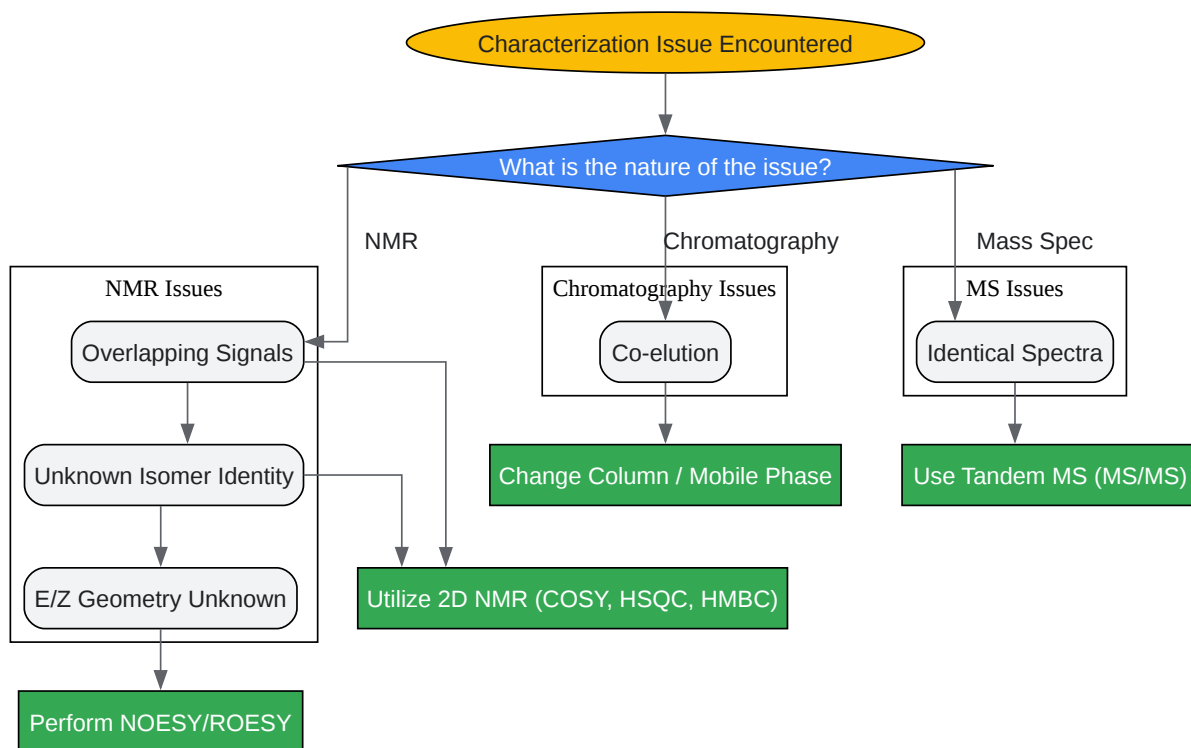 Characterization Issue Encountered
What is the nature of the issue?
NMR
Chromatography
Mass Spec
NMR Issues
Chromatography Issues
MS Issues
Overlapping Signals
Co-elution
Identical Spectra
Unknown Isomer Identity
Change Column / Mobile Phase
Use Tandem MS (MS/MS)
E/Z Geometry Unknown
Utilize 2D NMR (COSY, HSQC, HMBC)
Perform NOESY/ROESY